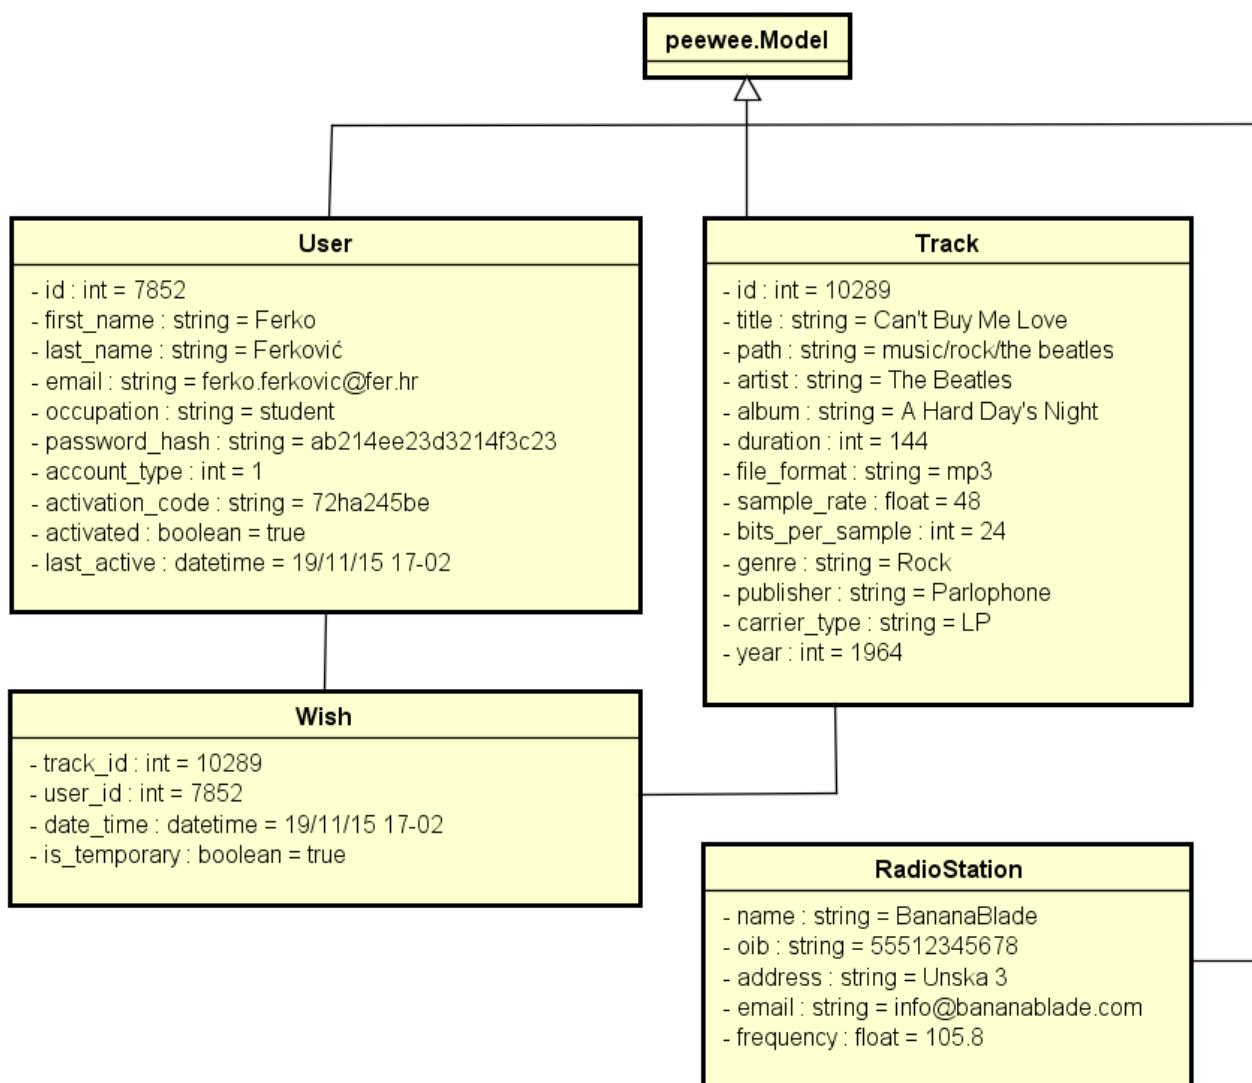 peewee.Model
User
- id : int = 7852
- first_name : string = Ferko
- last_name : string = Ferković
- email : string = ferko.ferkovic@fer.hr
- occupation : string = student
- password_hash : string = ab214ee23d3214f3c23
- account_type : int = 1
- activation_code : string = 72ha245be
- activated : boolean = true
- last_active : datetime = 19/11/15 17-02
Track
- id : int = 10289
- title : string = Can't Buy Me Love
- path : string = music/rock/the beatles
- artist : string = The Beatles
- album : string = A Hard Day's Night
- duration : int = 144
- file_format : string = mp3
- sample_rate : float = 48
- bits_per_sample : int = 24
- genre : string = Rock
- publisher : string = Parlophone
- carrier_type : string = LP
- year : int = 1964
Wish
- track_id : int = 10289
- user_id : int = 7852
- date_time : datetime = 19/11/15 17-02
- is_temporary : boolean = true
RadioStation
- name : string = BananaBlade
- oib : string = 55512345678
- address : string = Unska 3
- email : string = info@bananablade.com
- frequency : float = 105.8